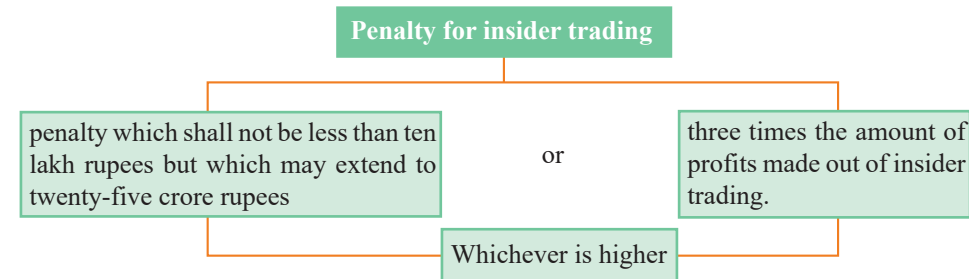 Penalty for insider trading
penalty which shall not be less than ten
lakh rupees but which may extend to
twenty-five crore rupees
or
three times the amount of
profits made out of insider
trading.
Whichever is higher